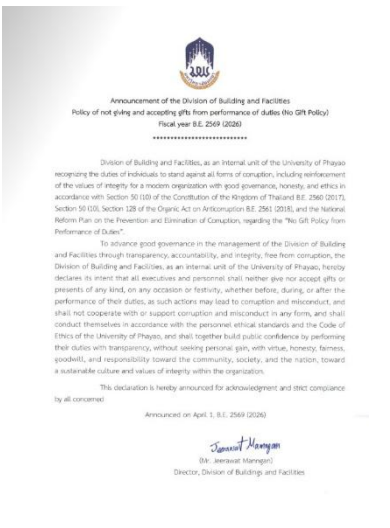 Announcement of the Division of Building and Facilities
Policy of not giving and accepting gifts from performance of duties (No Gift Policy)
Fiscal year B.E. 2569 (2026)
***************************
Division of Building and Facilities, as an internal unit of the University of Phayao
recognizing the duties of individuals to stand against all forms of corruption, including reinforcement
of the values of integrity for a modern organization with good governance, honesty, and ethics in
accordance with Section 50 (10) of the Constitution of the Kingdom of Thailand B.E. 2560 (2017),
Section 50 (10), Section 128 of the Organic Act on Anticorruption B.E. 2561 (2018), and the National
Reform Plan on the Prevention and Elimination of Corruption, regarding the "No Gift Policy from
Performance of Duties".
To advance good governance in the management of the Division of Building
and Facilities through transparency, accountability, and integrity, free from corruption, the
Division of Building and Facilities, as an internal unit of the University of Phayao, hereby
declares its intent that all executives and personnel shall neither give nor accept gifts or
presents of any kind, on any occasion or festivity, whether before, during, or after the
performance of their duties, as such actions may lead to corruption and misconduct, and
shall not cooperate with or support corruption and misconduct in any form, and shall
conduct themselves in accordance with the personnel ethical standards and the Code of
Ethics of the University of Phayao, and shall together build public confidence by performing
their duties with transparency, without seeking personal gain, with virtue, honesty, fairness,
goodwill, and responsibility toward the community, society, and the nation, toward
a sustainable culture and values of integrity within the organization.
This declaration is hereby announced for acknowledgment and strict compliance
by all concerned
Announced on April 1, B.E. 2569 (2026)
Jeerawat Manngan
(Mr. Jeerawat Manngan)
Director, Division of Buildings and Facilities